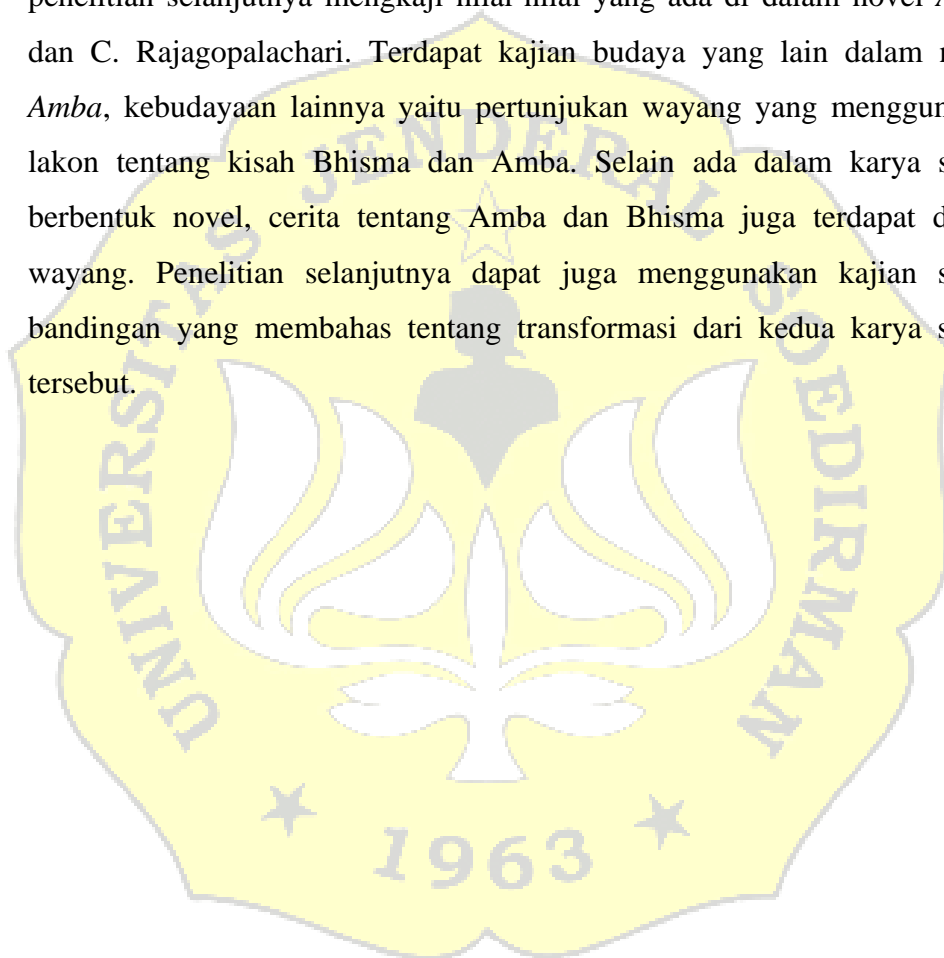 penelitian selanjutnya mengkaji nilai-nilai yang ada di dalam novel
dan C. Rajagopalachari. Terdapat kajian budaya yang lain dalam
Amba, kebudayaan lainnya yaitu pertunjukan wayang yang
lakon tentang kisah Bhisma dan Amba. Selain ada dalam karya
berbentuk novel, cerita tentang Amba dan Bhisma juga terdapat
wayang. Penelitian selanjutnya dapat juga menggunakan kajian
bandingan yang membahas tentang transformasi dari kedua karya
tersebut.
UNIVERSITAS JENDERAL SOEDIRMAN
1963